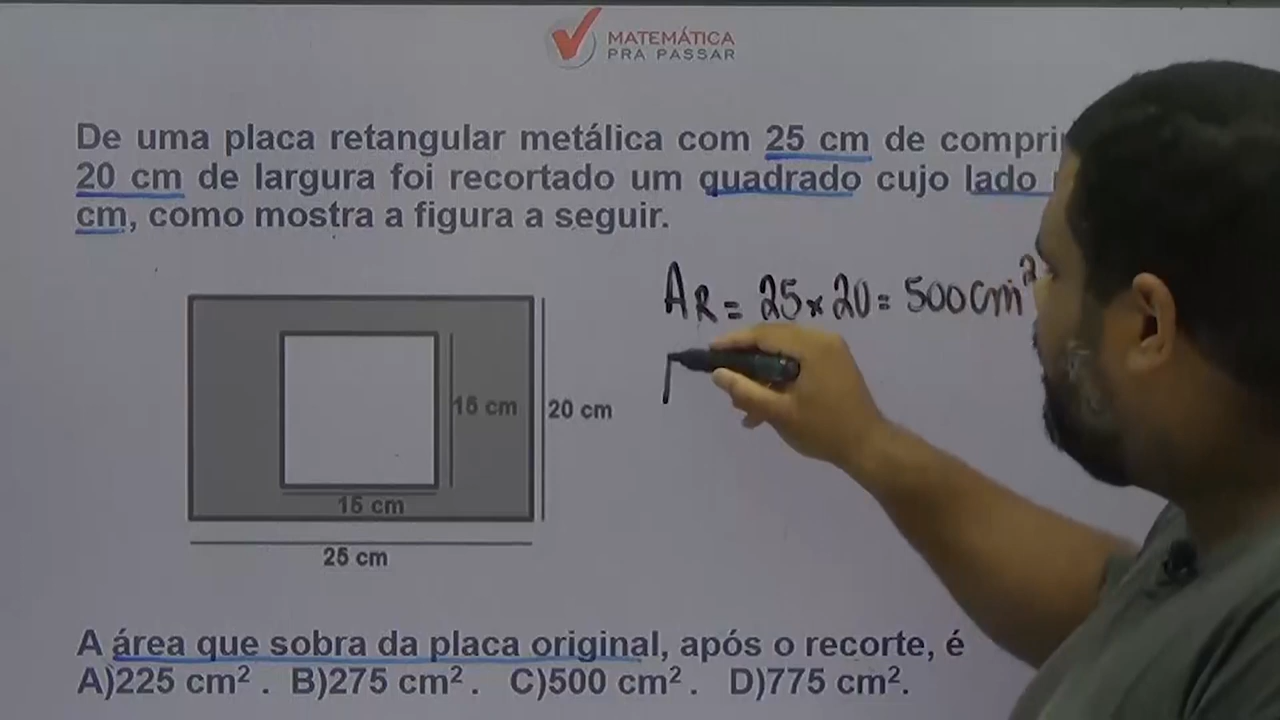 MATEMÁTICA
PRA PASSAR
De uma placa retangular metálica com 25 cm de compri
20 cm de largura foi recortado um quadrado cujo lado
cm, como mostra a figura a seguir.
AR = 25 x 20 = 500cm²
15 cm
20 cm
15 cm
25 cm
A área que sobra da placa original, após o recorte, é
A)225 cm². B)275 cm². C)500 cm². D)775 cm².